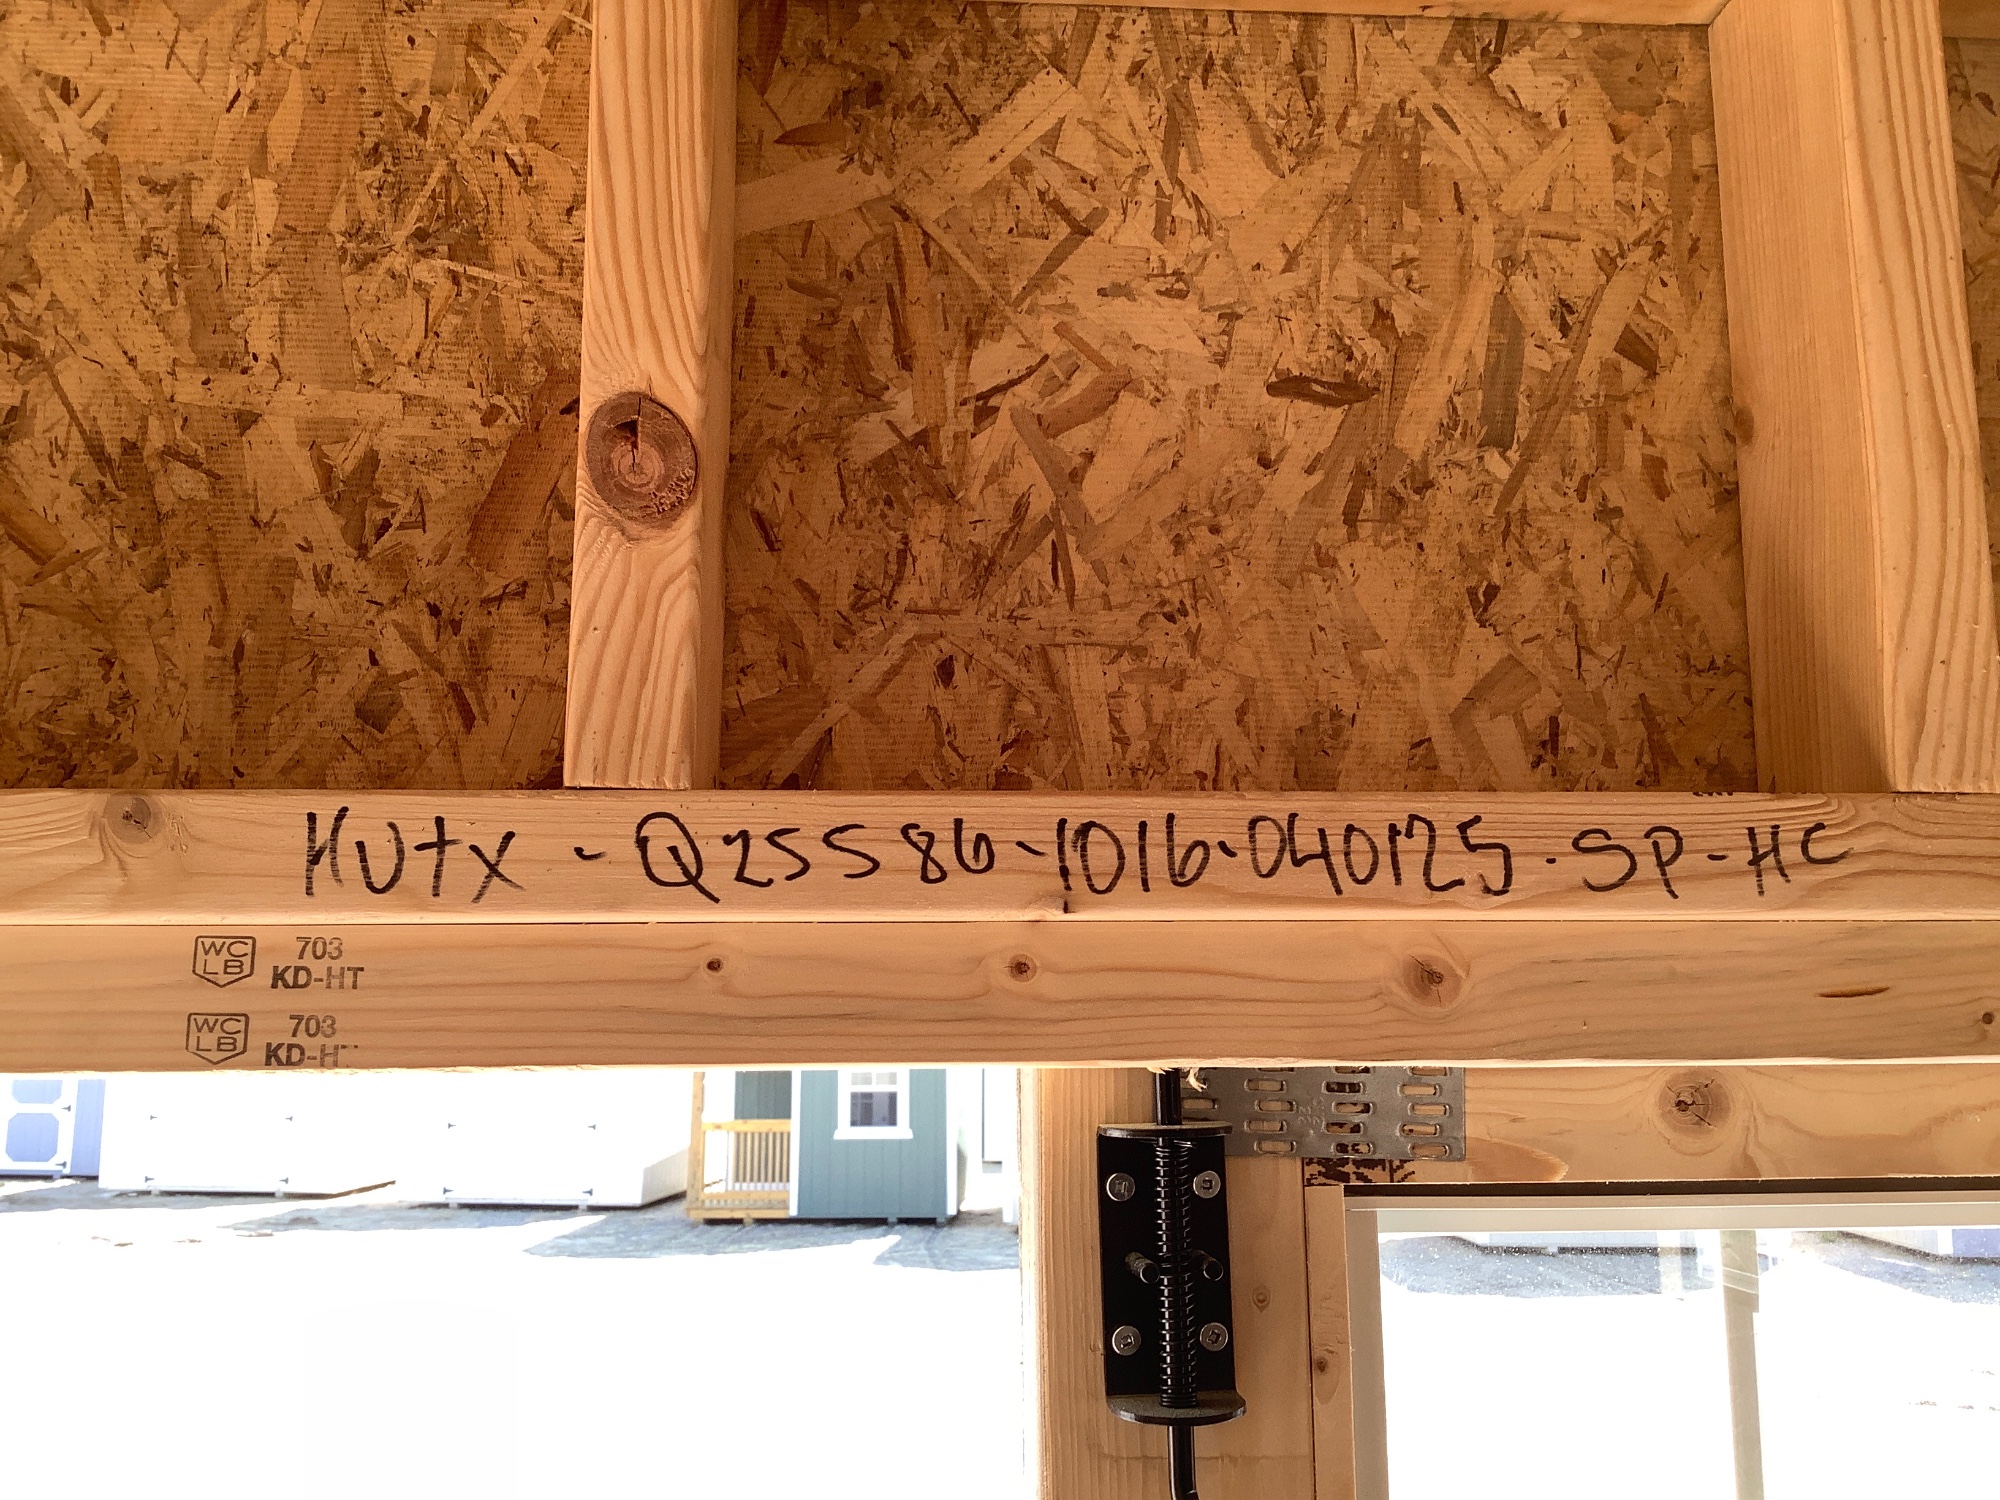 HUtx - Q25586-1016-040125-SP-HC
WC LB 703
KD-HT
WC LB 703
KD-H